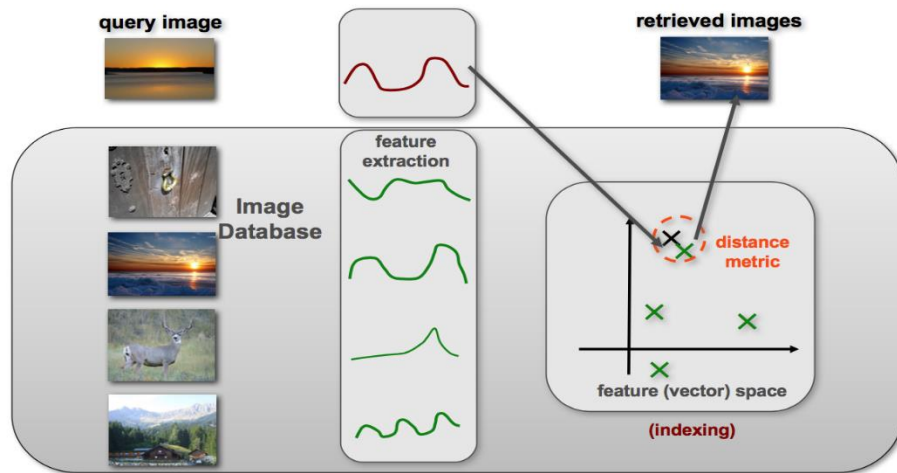 query image
retrieved images
feature
extraction
Image
Database
distance
metric
feature (vector) space
(indexing)